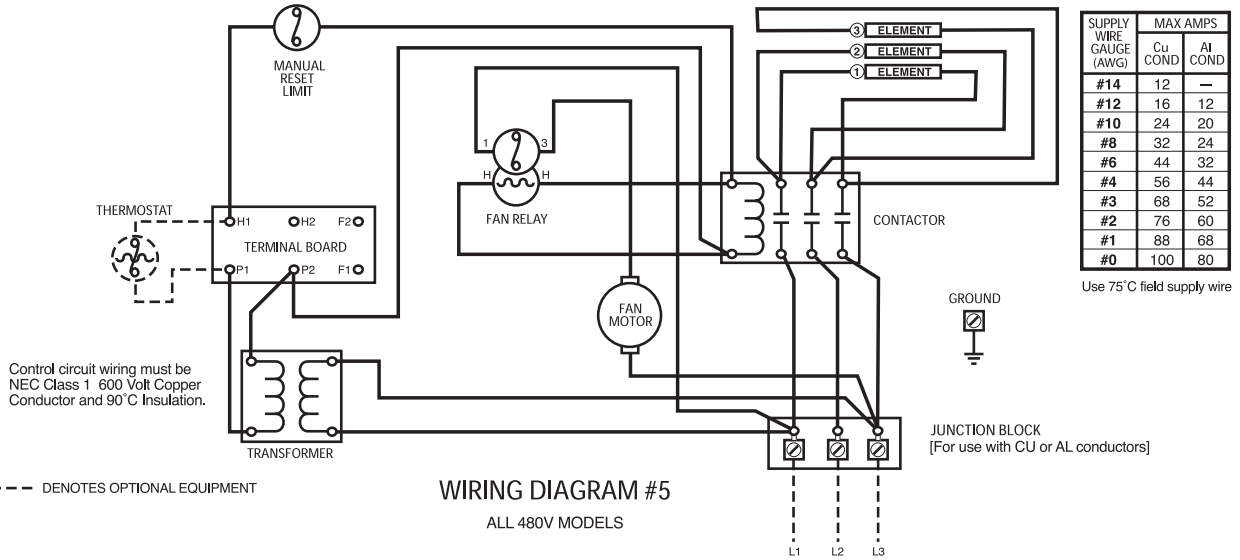 MANUAL
RESET
LIMIT
3 ELEMENT
2 ELEMENT
1 ELEMENT
1
3
H
H
FAN RELAY
THERMOSTAT
H1
H2
F2
TERMINAL BOARD
P1
P2
F1
CONTACTOR
FAN
MOTOR
GROUND
Control circuit wiring must be
NEC Class 1 600 Volt Copper
Conductor and 90°C Insulation.
TRANSFORMER
JUNCTION BLOCK
[For use with CU or AL conductors]
DENOTES OPTIONAL EQUIPMENT
WIRING DIAGRAM #5
ALL 480V MODELS
L1
L2
L3
SUPPLY
WIRE
GAUGE
(AWG)
MAX AMPS
Cu
COND
Al
COND
#14 12 —
#12 16 12
#10 24 20
#8 32 24
#6 44 32
#4 56 44
#3 68 52
#2 76 60
#1 88 68
#0 100 80
Use 75°C field supply wire